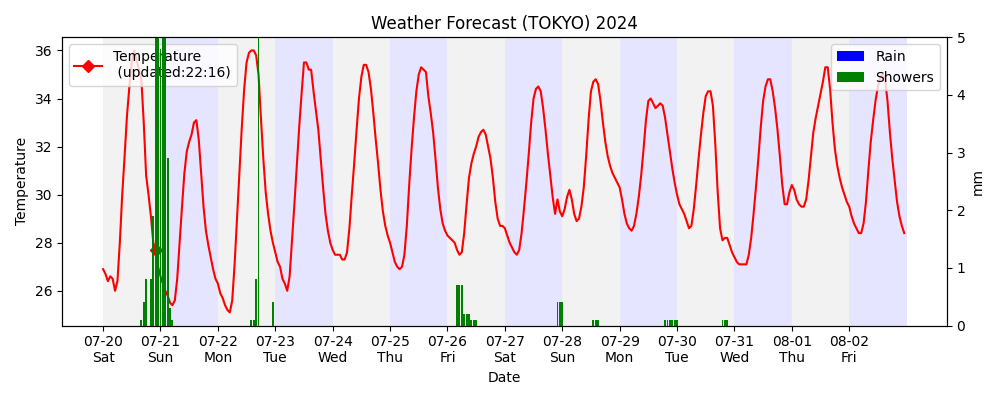 Weather Forecast (TOKYO) 2024
Temperature
(updated:22:16)
Rain
Showers
36
34
32
30
28
26
Temperature
5
4
3
2
1
0
mm
07-20 07-21 07-22 07-23 07-24 07-25 07-26 07-27 07-28 07-29 07-30 07-31 08-01 08-02
Sat Sun Mon Tue Wed Thu Fri Sat Sun Mon Tue Wed Thu Fri
Date